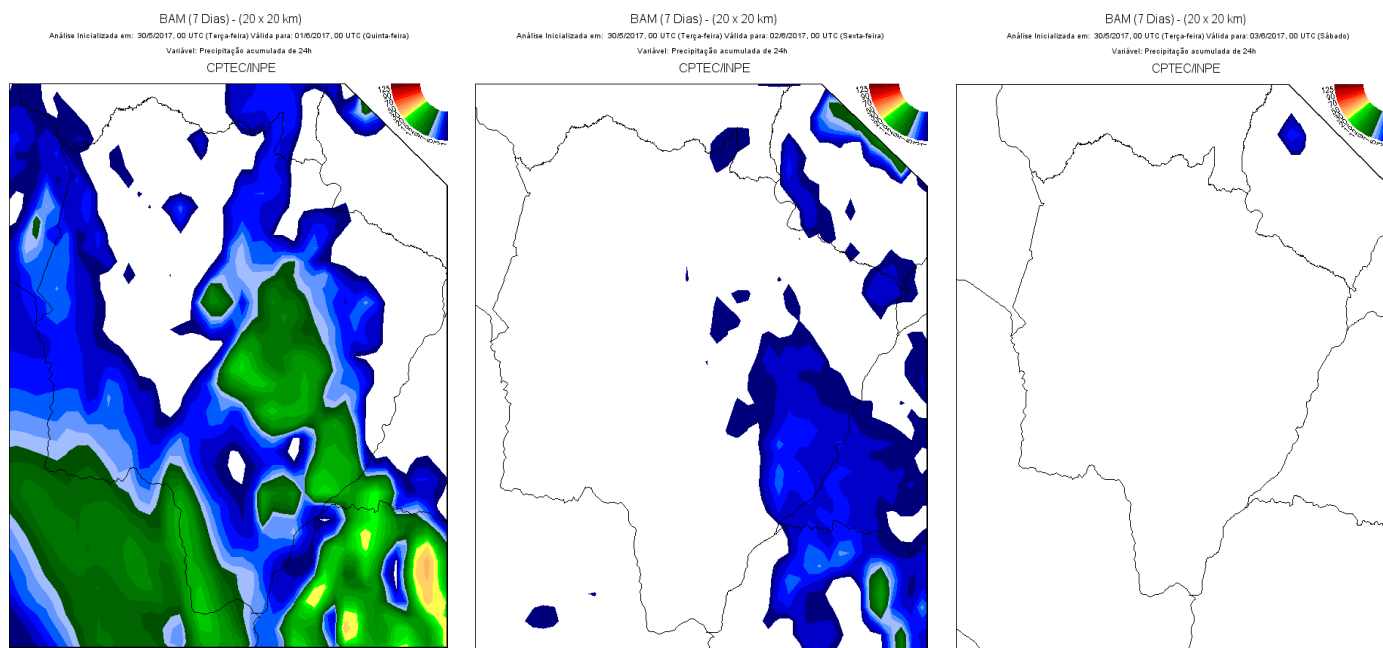 BAM (7 Dias) - (20 x 20 km)
Análise Inicializada em: 30/5/2017, 00 UTC (Terça-feira) Válida para: 01/6/2017, 00 UTC (Quinta-feira)
Variável: Precipitação acumulada de 24h
CPTEC/INPE
BAM (7 Dias) - (20 x 20 km)
Análise Inicializada em: 30/5/2017, 00 UTC (Terça-feira) Válida para: 02/6/2017, 00 UTC (Sexta-feira)
Variável: Precipitação acumulada de 24h
CPTEC/INPE
BAM (7 Dias) - (20 x 20 km)
Análise Inicializada em: 30/5/2017, 00 UTC (Terça-feira) Válida para: 03/6/2017, 00 UTC (Sábado)
Variável: Precipitação acumulada de 24h
CPTEC/INPE